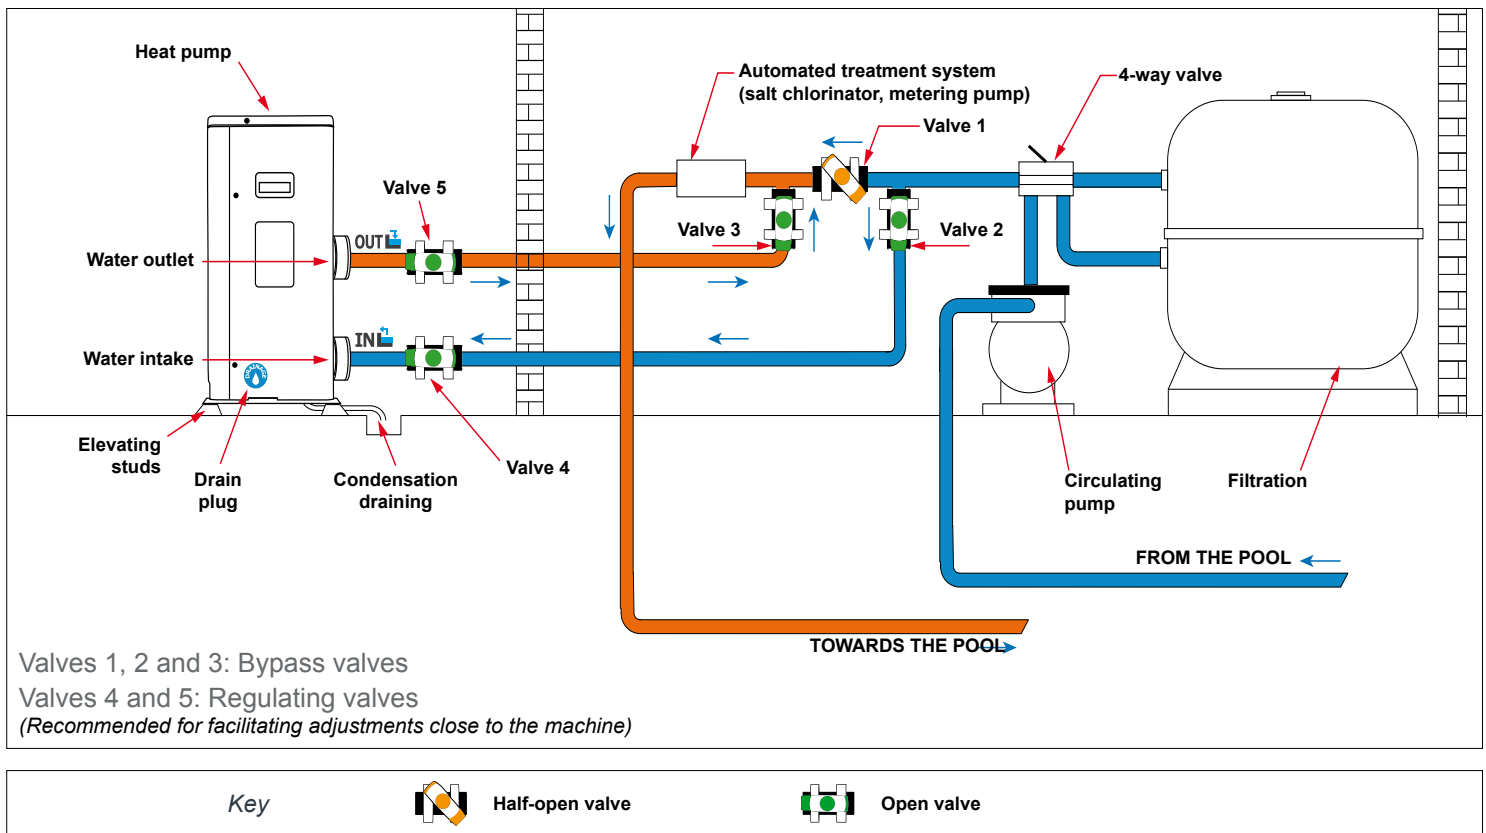 Heat pump
Automated treatment system
(salt chlorinator, metering pump)
4-way valve
Valve 1
Valve 5
Valve 3
Valve 2
OUT
Water outlet
IN
Water intake
DRAINAGE
Elevating
studs
Drain
plug
Condensation
draining
Valve 4
Circulating
pump
Filtration
FROM THE POOL
TOWARDS THE POOL
Valves 1, 2 and 3: Bypass valves
Valves 4 and 5: Regulating valves
(Recommended for facilitating adjustments close to the machine)
Key
Half-open valve
Open valve